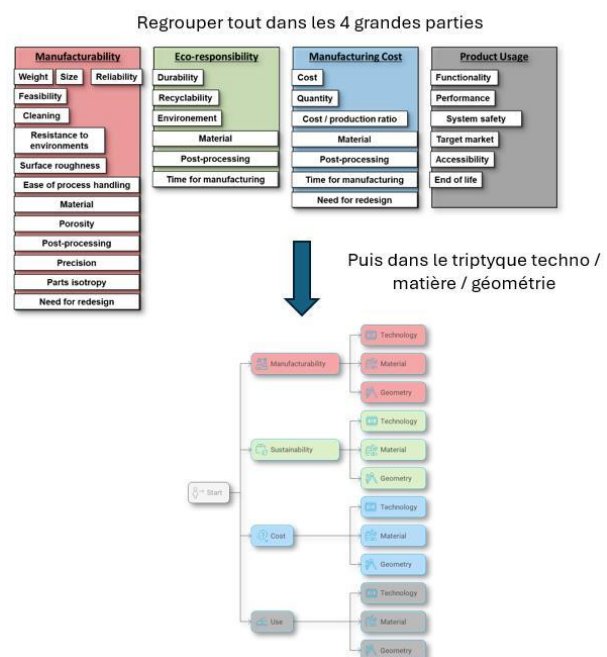 Regrouper tout dans les 4 grandes parties
Manufacturability
Weight Size Reliability
Feasibility
Cleaning
Resistance to
environments
Surface roughness
Ease of process handling
Material
Porosity
Post-processing
Precision
Parts isotropy
Need for redesign
Eco-responsibility
Durability
Recyclability
Environement
Material
Post-processing
Time for manufacturing
Manufacturing Cost
Cost
Quantity
Cost / production ratio
Material
Post-processing
Time for manufacturing
Need for redesign
Product Usage
Functionality
Performance
System safety
Target market
Accessibility
End of life
Puis dans le triptyque techno /
matière / géométrie
Start
Manufacturability
Technology
Material
Geometry
Sustainability
Technology
Material
Geometry
Cost
Technology
Material
Geometry
Use
Technology
Material
Geometry